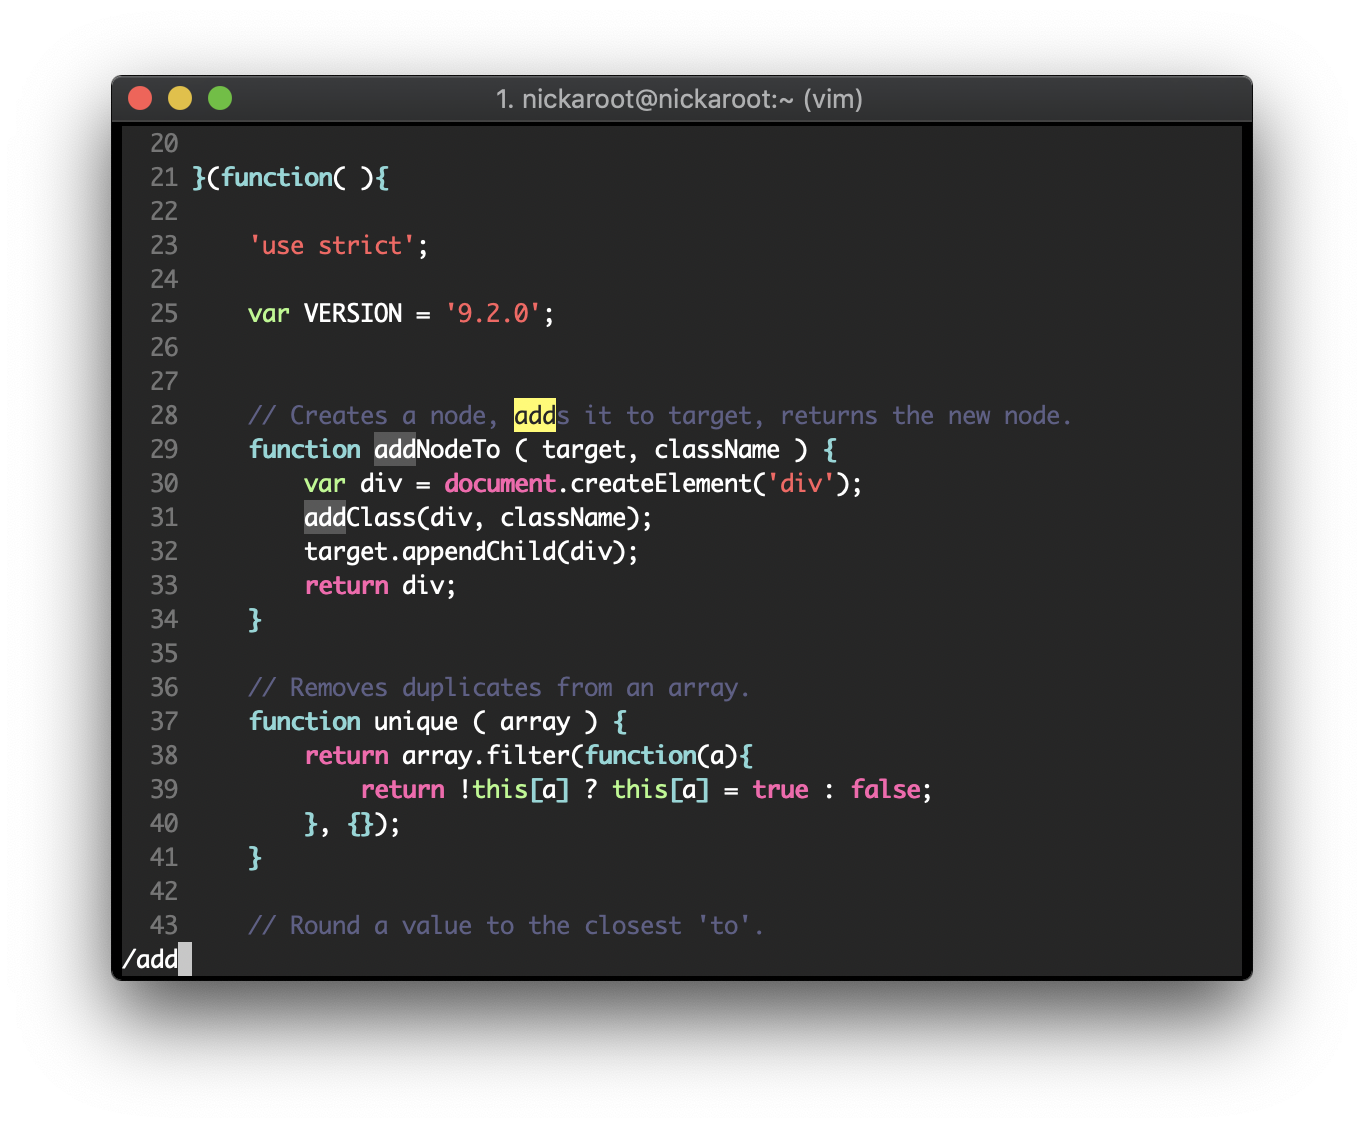 1. nickaroot@nickaroot:~ (vim)
20
21 }(function( ){
22
23     'use strict';
24
25     var VERSION = '9.2.0';
26
27
28     // Creates a node, adds it to target, returns the new node.
29     function addNodeTo ( target, className ) {
30         var div = document.createElement('div');
31         addClass(div, className);
32         target.appendChild(div);
33         return div;
34     }
35
36     // Removes duplicates from an array.
37     function unique ( array ) {
38         return array.filter(function(a){
39             return !this[a] ? this[a] = true : false;
40         }, {});
41     }
42
43     // Round a value to the closest 'to'.
/add